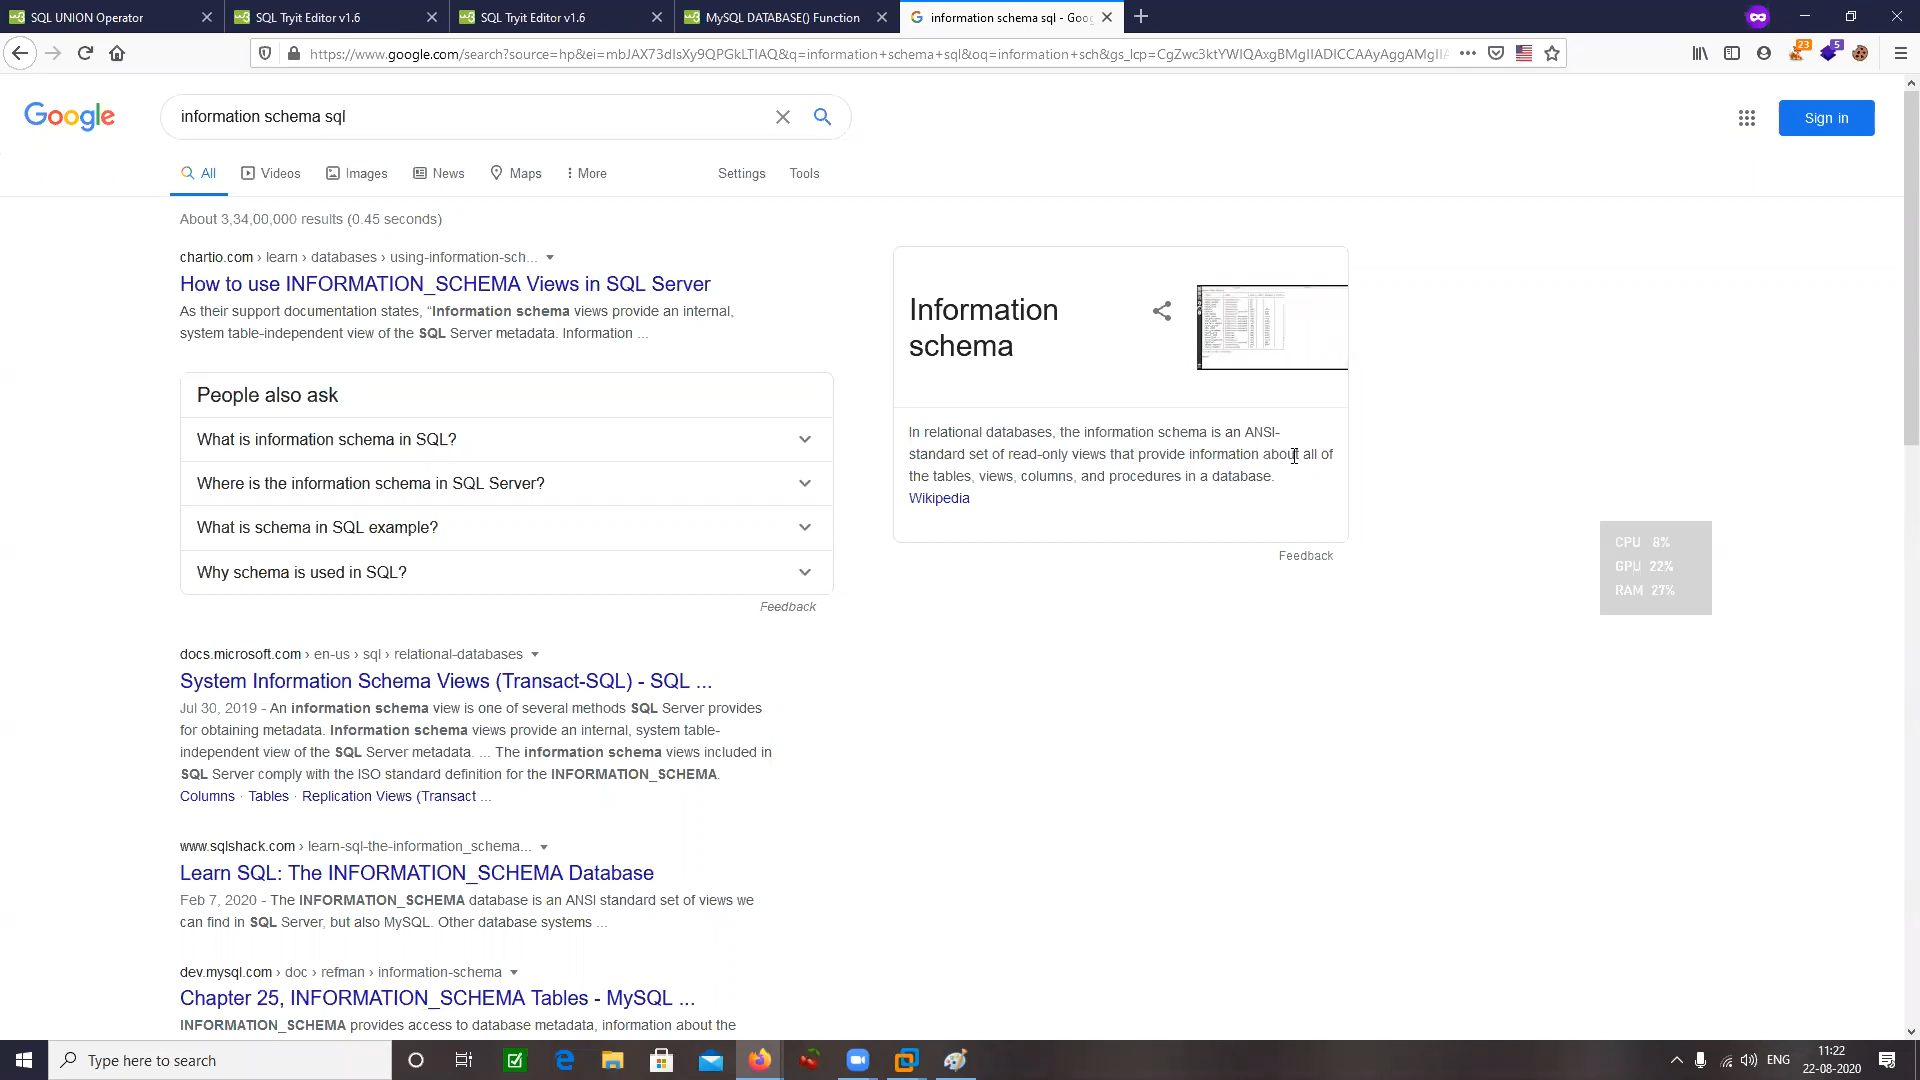 SQL UNION Operator
SQL Tryit Editor v1.6
SQL Tryit Editor v1.6
MySQL DATABASE() Function
information schema sql - Goog
https://www.google.com/search?source=hp&ei=mbJAX73dIsXy9QPGkLTIAQ&q=information+schema+sql&oq=information+sch&gs_lcp=CgZwc3ktYWIQAxgBMgIIADICCAAyAggAMgIIA
23
5
Google
information schema sql
Sign in
All
Videos
Images
News
Maps
More
Settings
Tools
About 3,34,00,000 results (0.45 seconds)
chartio.com › learn › databases › using-information-sch...
How to use INFORMATION_SCHEMA Views in SQL Server
As their support documentation states, “Information schema views provide an internal,
system table-independent view of the SQL Server metadata. Information ...
People also ask
What is information schema in SQL?
Where is the information schema in SQL Server?
What is schema in SQL example?
Why schema is used in SQL?
Feedback
docs.microsoft.com › en-us › sql › relational-databases
System Information Schema Views (Transact-SQL) - SQL ...
Jul 30, 2019 - An information schema view is one of several methods SQL Server provides
for obtaining metadata. Information schema views provide an internal, system table-
independent view of the SQL Server metadata. ... The information schema views included in
SQL Server comply with the ISO standard definition for the INFORMATION_SCHEMA.
Columns · Tables · Replication Views (Transact ...
www.sqlshack.com › learn-sql-the-information_schema...
Learn SQL: The INFORMATION_SCHEMA Database
Feb 7, 2020 - The INFORMATION_SCHEMA database is an ANSI standard set of views we
can find in SQL Server, but also MySQL. Other database systems ...
dev.mysql.com › doc › refman › information-schema
Chapter 25, INFORMATION_SCHEMA Tables - MySQL ...
INFORMATION_SCHEMA provides access to database metadata, information about the
Information
schema
In relational databases, the information schema is an ANSI-
standard set of read-only views that provide information about all of
the tables, views, columns, and procedures in a database.
Wikipedia
Feedback
CPU 8%
GPU 22%
RAM 27%
Type here to search
ENG
11:22
22-08-2020